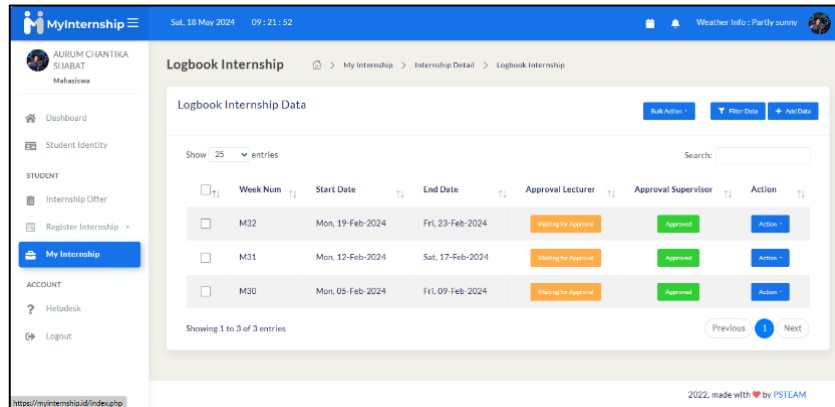 MyInternship
Sat, 18 May 2024 09:21:52
Weather Info : Partly sunny
AURUM CHANTIKA
SIJABAT
Mahasiswa
Dashboard
Student Identity
STUDENT
Internship Offer
Register Internship
My Internship
ACCOUNT
Helpdesk
Logout
Logbook Internship
My Internship > Internship Detail > Logbook Internship
Logbook Internship Data
Bulk Action
Filter Data
+ Add Data
Show 25 entries
Search:
Week Num Start Date End Date Approval Lecturer Approval Supervisor Action
M32 Mon, 19-Feb-2024 Fri, 23-Feb-2024 Waiting for Approval Approved Action
M31 Mon, 12-Feb-2024 Sat, 17-Feb-2024 Waiting for Approval Approved Action
M30 Mon, 05-Feb-2024 Fri, 09-Feb-2024 Waiting for Approval Approved Action
Showing 1 to 3 of 3 entries
Previous 1 Next
2022, made with ❤ by PSTEAM
https://myinternship.id/index.php